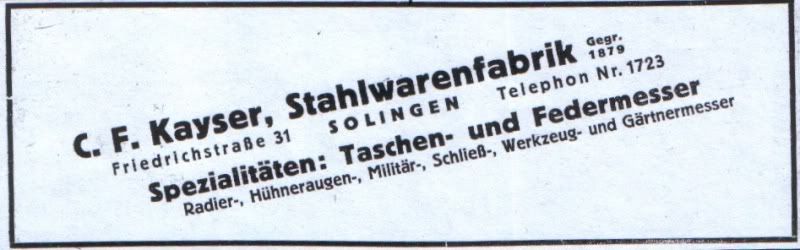 C. F. Kayser, Stahlwarenfabrik Gegr. 1879
Friedrichstraße 31 SOLINGEN Telephon Nr. 1723
Spezialitäten: Taschen- und Federmesser
Radier-, Hühneraugen-, Militär-, Schließ-, Werkzeug- und Gärtnermesser